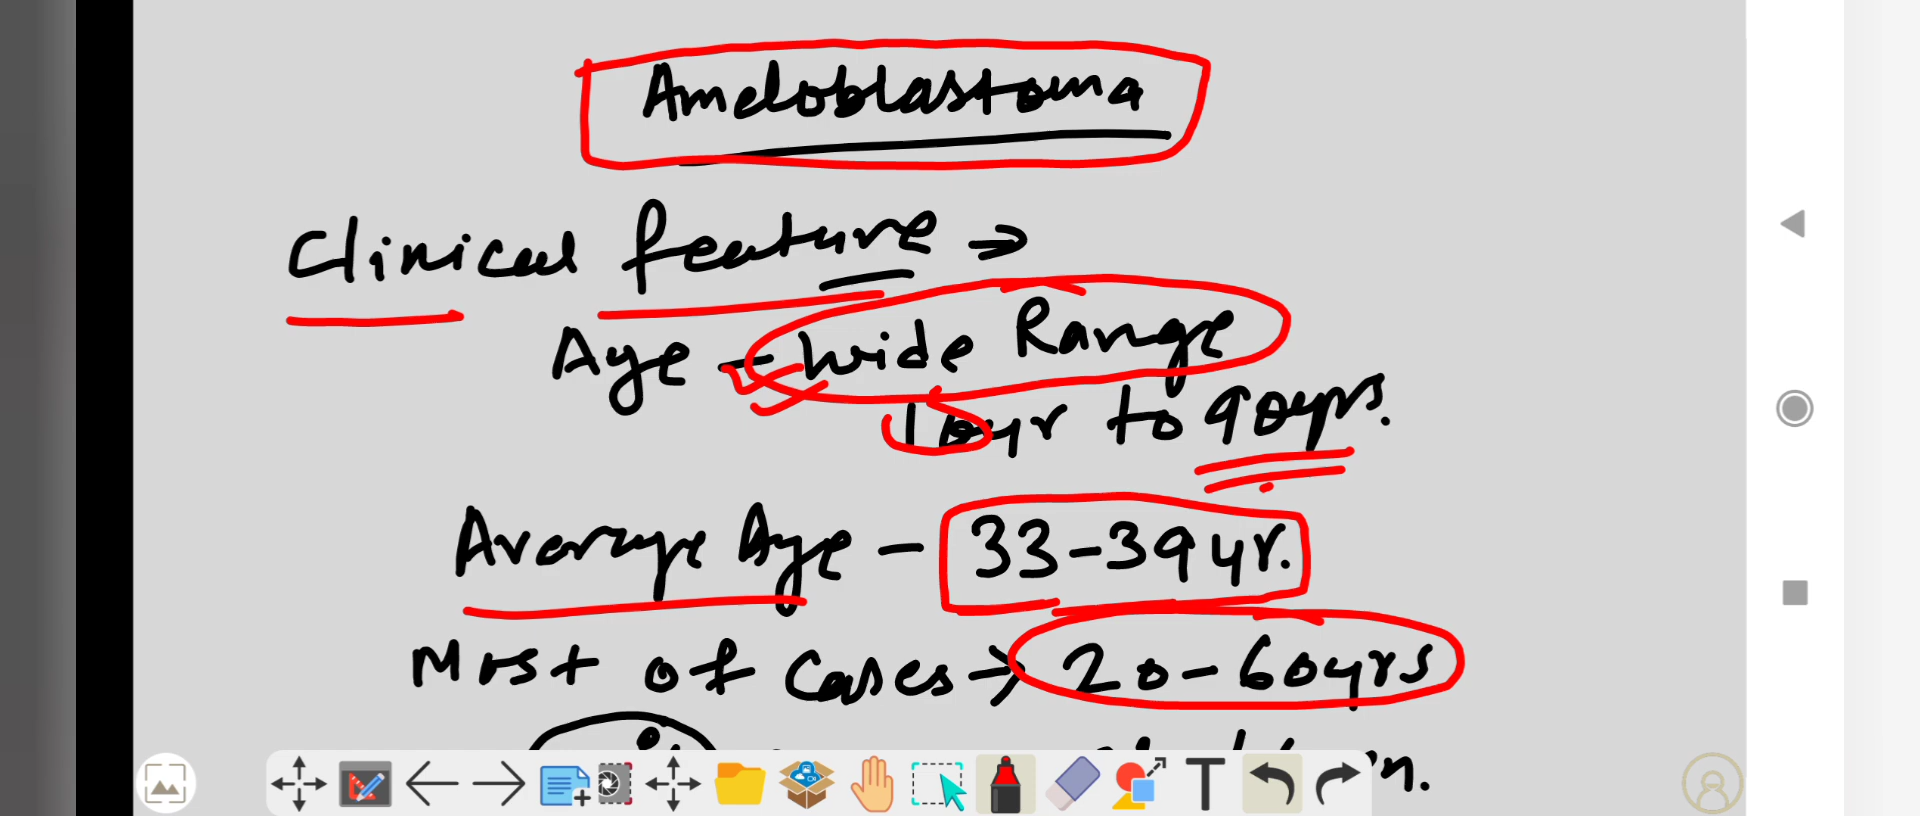 Ameloblastoma
Clinical feature ⇒
Age - Wide Range
10yr to 90yrs.
Average Age - 33-39yr.
Most of Cases → 20-60yrs
T